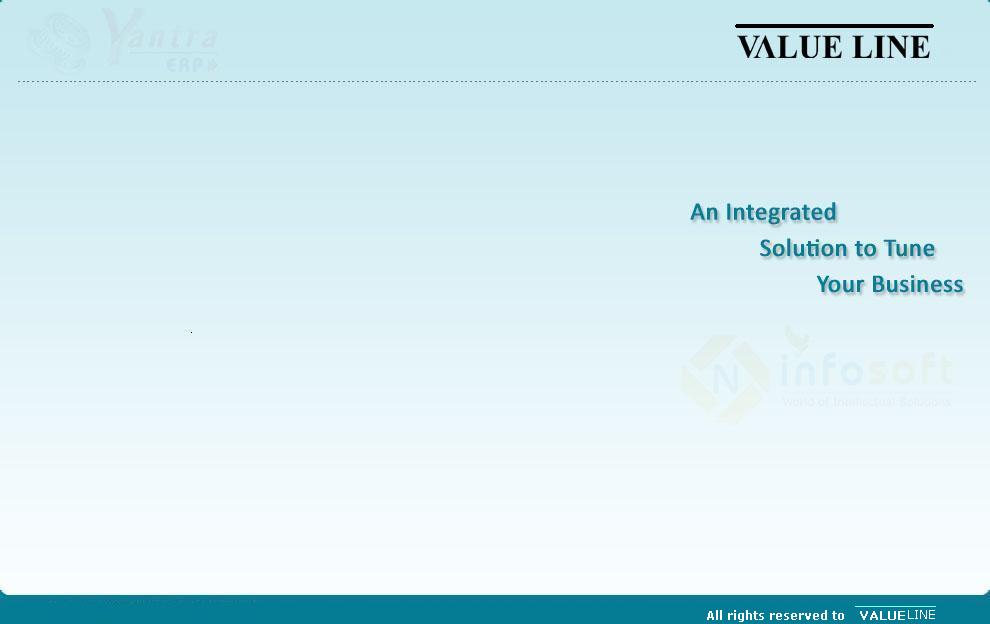 Yantra
ERP
VALUE LINE
An Integrated
Solution to Tune
Your Business
N infosoft
World of Intellectual Solutions
All rights reserved to VALUELINE